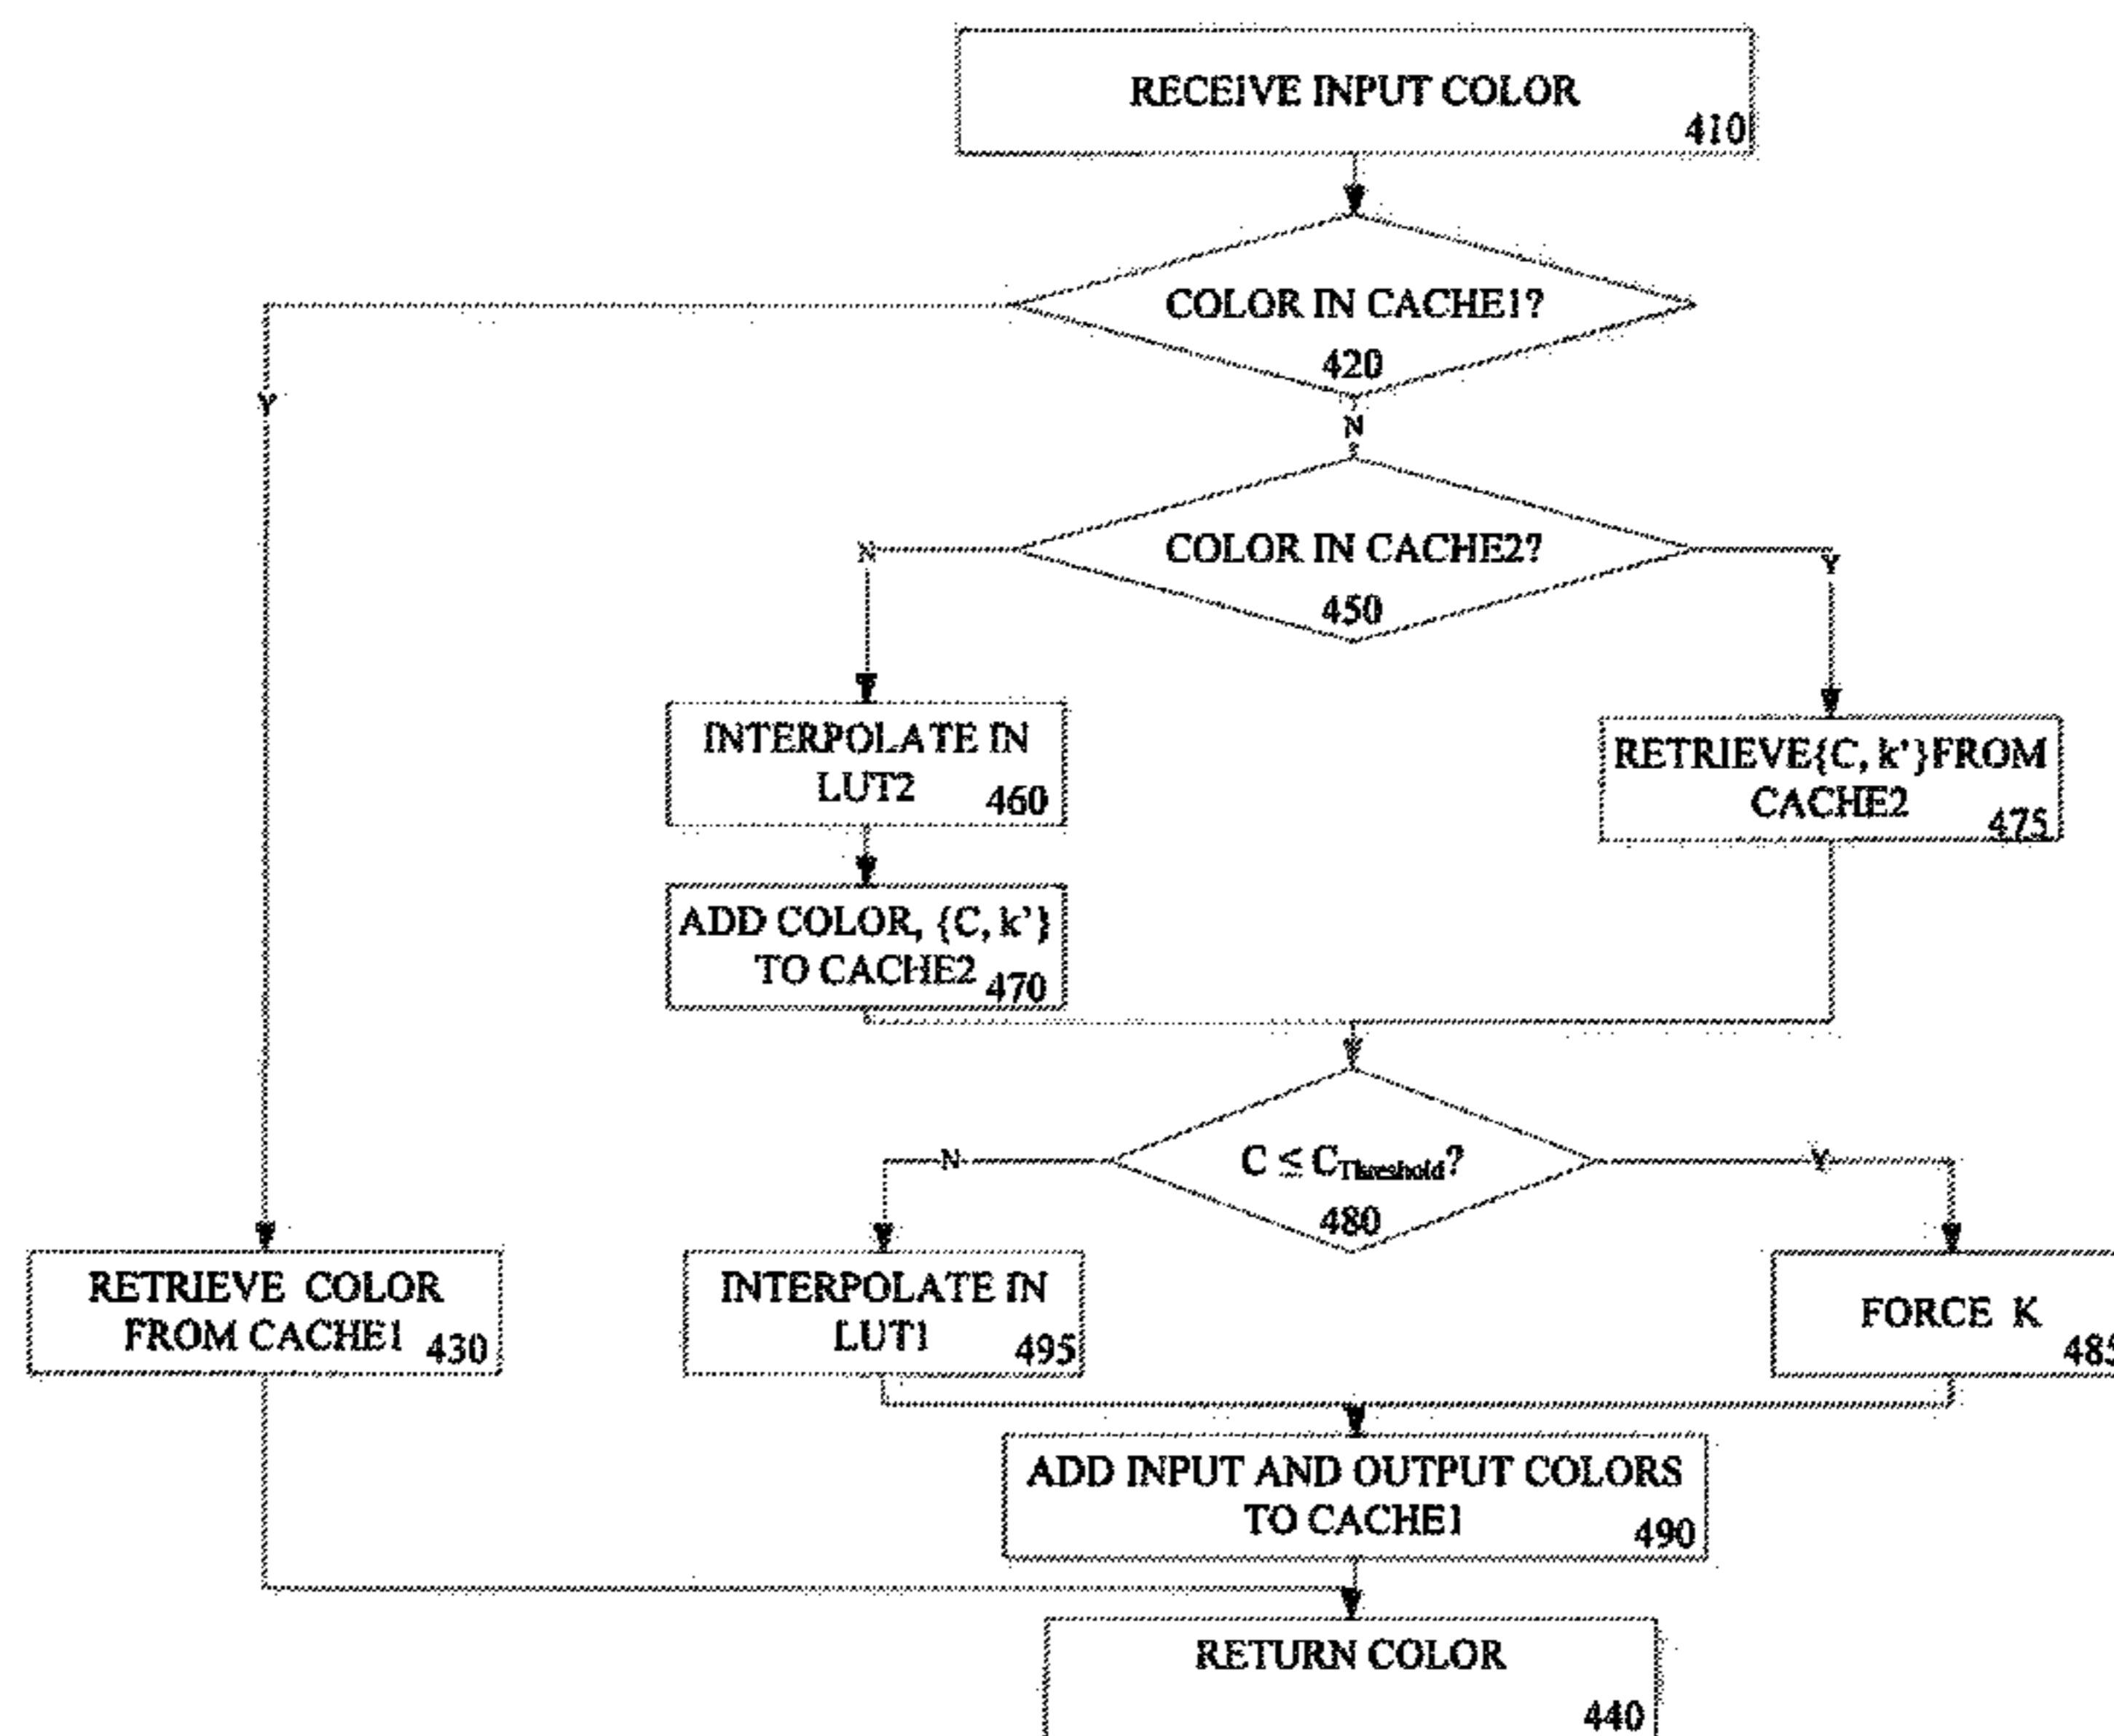 RECEIVE INPUT COLOR
410
COLOR IN CACHE1?
420
Y
N
COLOR IN CACHE2?
450
N
Y
INTERPOLATE IN
LUT2
460
RETRIEVE{C, k’}FROM
CACHE2
475
ADD COLOR, {C, k’}
TO CACHE2
470
C ≤ CThreshold?
480
N
Y
RETRIEVE COLOR
FROM CACHE1
430
INTERPOLATE IN
LUT1
495
FORCE K
485
ADD INPUT AND OUTPUT COLORS
TO CACHE1
490
RETURN COLOR
440